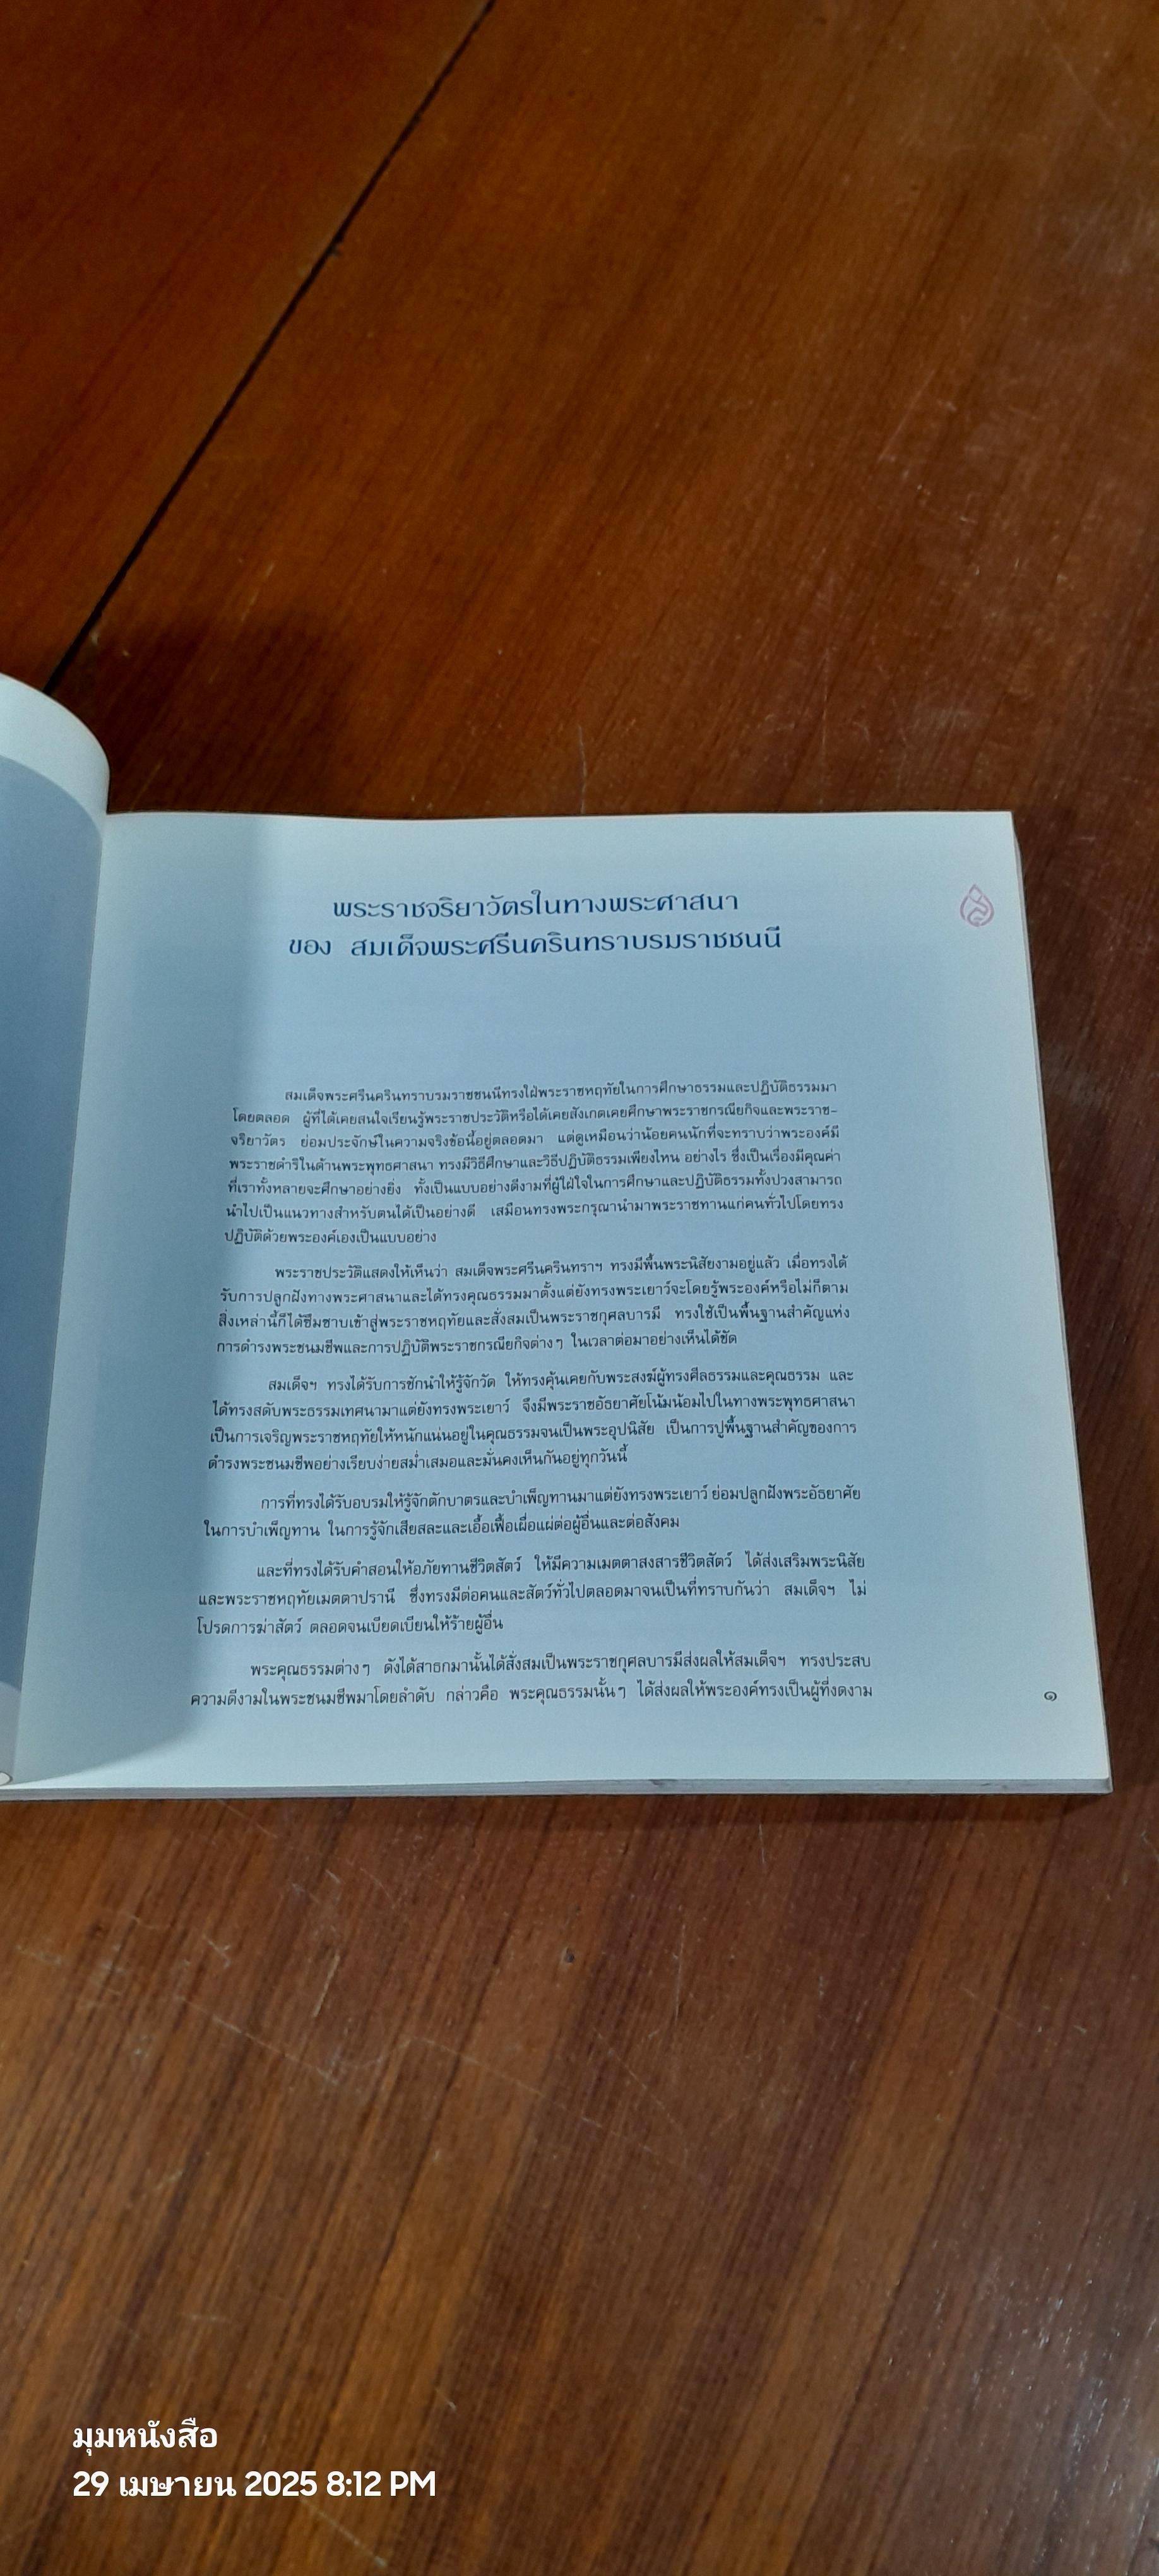 พระราชจริยาวัตรในทางพระศาสนา
ของ สมเด็จพระศรีนครินทราบรมราชชนนี
สมเด็จพระศรีนครินทราบรมราชชนนีทรงใฝ่พระราชหฤทัยในการศึกษาธรรมและปฏิบัติธรรมมา
โดยตลอด ผู้ที่ได้เคยสนใจเรียนรู้พระราชประวัติหรือได้เคยสังเกตเคยศึกษาพระราชกรณียกิจและพระราช-
จริยาวัตร ย่อมประจักษ์ในความจริงข้อนี้อยู่ตลอดมา แต่ดูเหมือนว่าน้อยคนนักที่จะทราบว่าพระองค์มี
พระราชดำริในด้านพระพุทธศาสนา ทรงมีวิธีศึกษาและวิธีปฏิบัติธรรมเพียงไหน อย่างไร ซึ่งเป็นเรื่องมีคุณค่า
ที่เราทั้งหลายจะศึกษาอย่างยิ่ง ทั้งเป็นแบบอย่างดีงามที่ผู้ใฝ่ใจในการศึกษาและปฏิบัติธรรมทั้งปวงสามารถ
นำไปเป็นแนวทางสำหรับตนได้เป็นอย่างดี เสมือนทรงพระกรุณานำมาพระราชทานแก่คนทั่วไปโดยทรง
ปฏิบัติด้วยพระองค์เองเป็นแบบอย่าง
พระราชประวัติแสดงให้เห็นว่า สมเด็จพระศรีนครินทราฯ ทรงมีพื้นพระนิสัยงามอยู่แล้ว เมื่อทรงได้
รับการปลูกฝังทางพระศาสนาและได้ทรงคุณธรรมมาตั้งแต่ยังทรงพระเยาว์จะโดยรู้พระองค์หรือไม่ก็ตาม
สิ่งเหล่านี้ก็ได้ซึมซาบเข้าสู่พระราชหฤทัยและสั่งสมเป็นพระราชกุศลบารมี ทรงใช้เป็นพื้นฐานสำคัญแห่ง
การดำรงพระชนมชีพและการปฏิบัติพระราชกรณียกิจต่างๆ ในเวลาต่อมาอย่างเห็นได้ชัด
สมเด็จฯ ทรงได้รับการชักนำให้รู้จักวัด ให้ทรงคุ้นเคยกับพระสงฆ์ผู้ทรงศีลธรรมและคุณธรรม และ
ได้ทรงสดับพระธรรมเทศนามาแต่ยังทรงพระเยาว์ จึงมีพระราชอัธยาศัยโน้มน้อมไปในทางพระพุทธศาสนา
เป็นการเจริญพระราชหฤทัยให้หนักแน่นอยู่ในคุณธรรมจนเป็นพระอุปนิสัย เป็นการปูพื้นฐานสำคัญของการ
ดำรงพระชนมชีพอย่างเรียบง่ายสม่ำเสมอและมั่นคงเห็นกันอยู่ทุกวันนี้
การที่ทรงได้รับอบรมให้รู้จักตักบาตรและบำเพ็ญทานมาแต่ยังทรงพระเยาว์ ย่อมปลูกฝังพระอัธยาศัย
ในการบำเพ็ญทาน ในการรู้จักเสียสละและเอื้อเฟื้อเผื่อแผ่ต่อผู้อื่นและต่อสังคม
และที่ทรงได้รับคำสอนให้อภัยทานชีวิตสัตว์ ให้มีความเมตตาสงสารชีวิตสัตว์ ได้ส่งเสริมพระนิสัย
และพระราชหฤทัยเมตตาปรานี ซึ่งทรงมีต่อคนและสัตว์ทั่วไปตลอดมาจนเป็นที่ทราบกันว่า สมเด็จฯ ไม่
โปรดการฆ่าสัตว์ ตลอดจนเบียดเบียนให้ร้ายผู้อื่น
พระคุณธรรมต่างๆ ดังได้สาธกมานั้นได้สั่งสมเป็นพระราชกุศลบารมีส่งผลให้สมเด็จฯ ทรงประสบ
ความดีงามในพระชนมชีพมาโดยลำดับ กล่าวคือ พระคุณธรรมนั้นๆ ได้ส่งผลให้พระองค์ทรงเป็นผู้ที่งดงาม
๑
มุมหนังสือ
29 เมษายน 2025 8:12 PM